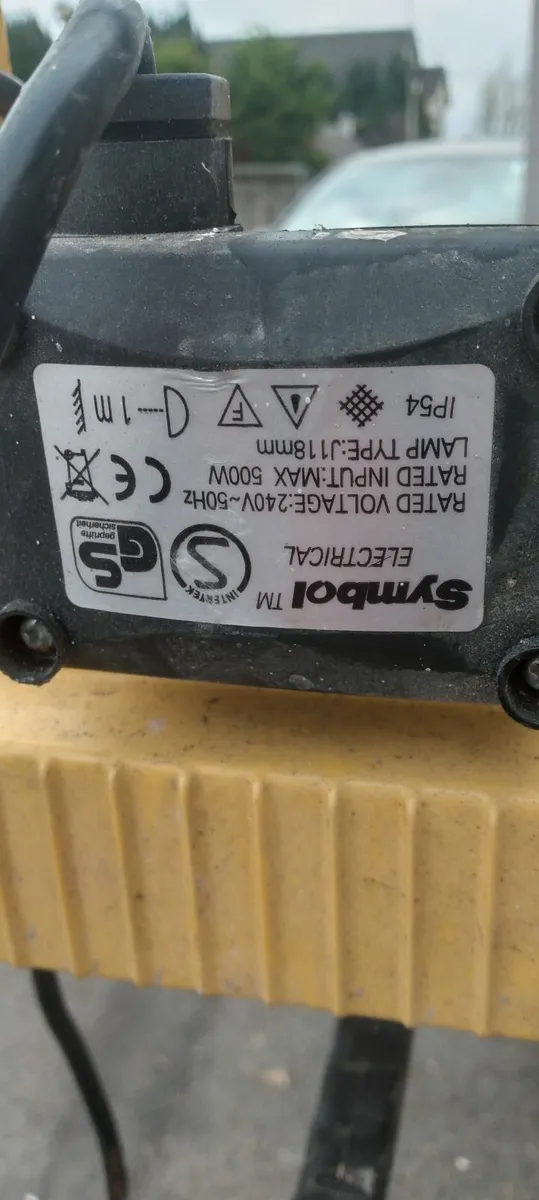 Symbol TM
ELECTRICAL
INTERTEK
S
GS
geprüfte
sicherheit
RATED VOLTAGE:240V~50Hz
RATED INPUT:MAX 500W
CE
LAMP TYPE:J118mm
IP54
F
1m